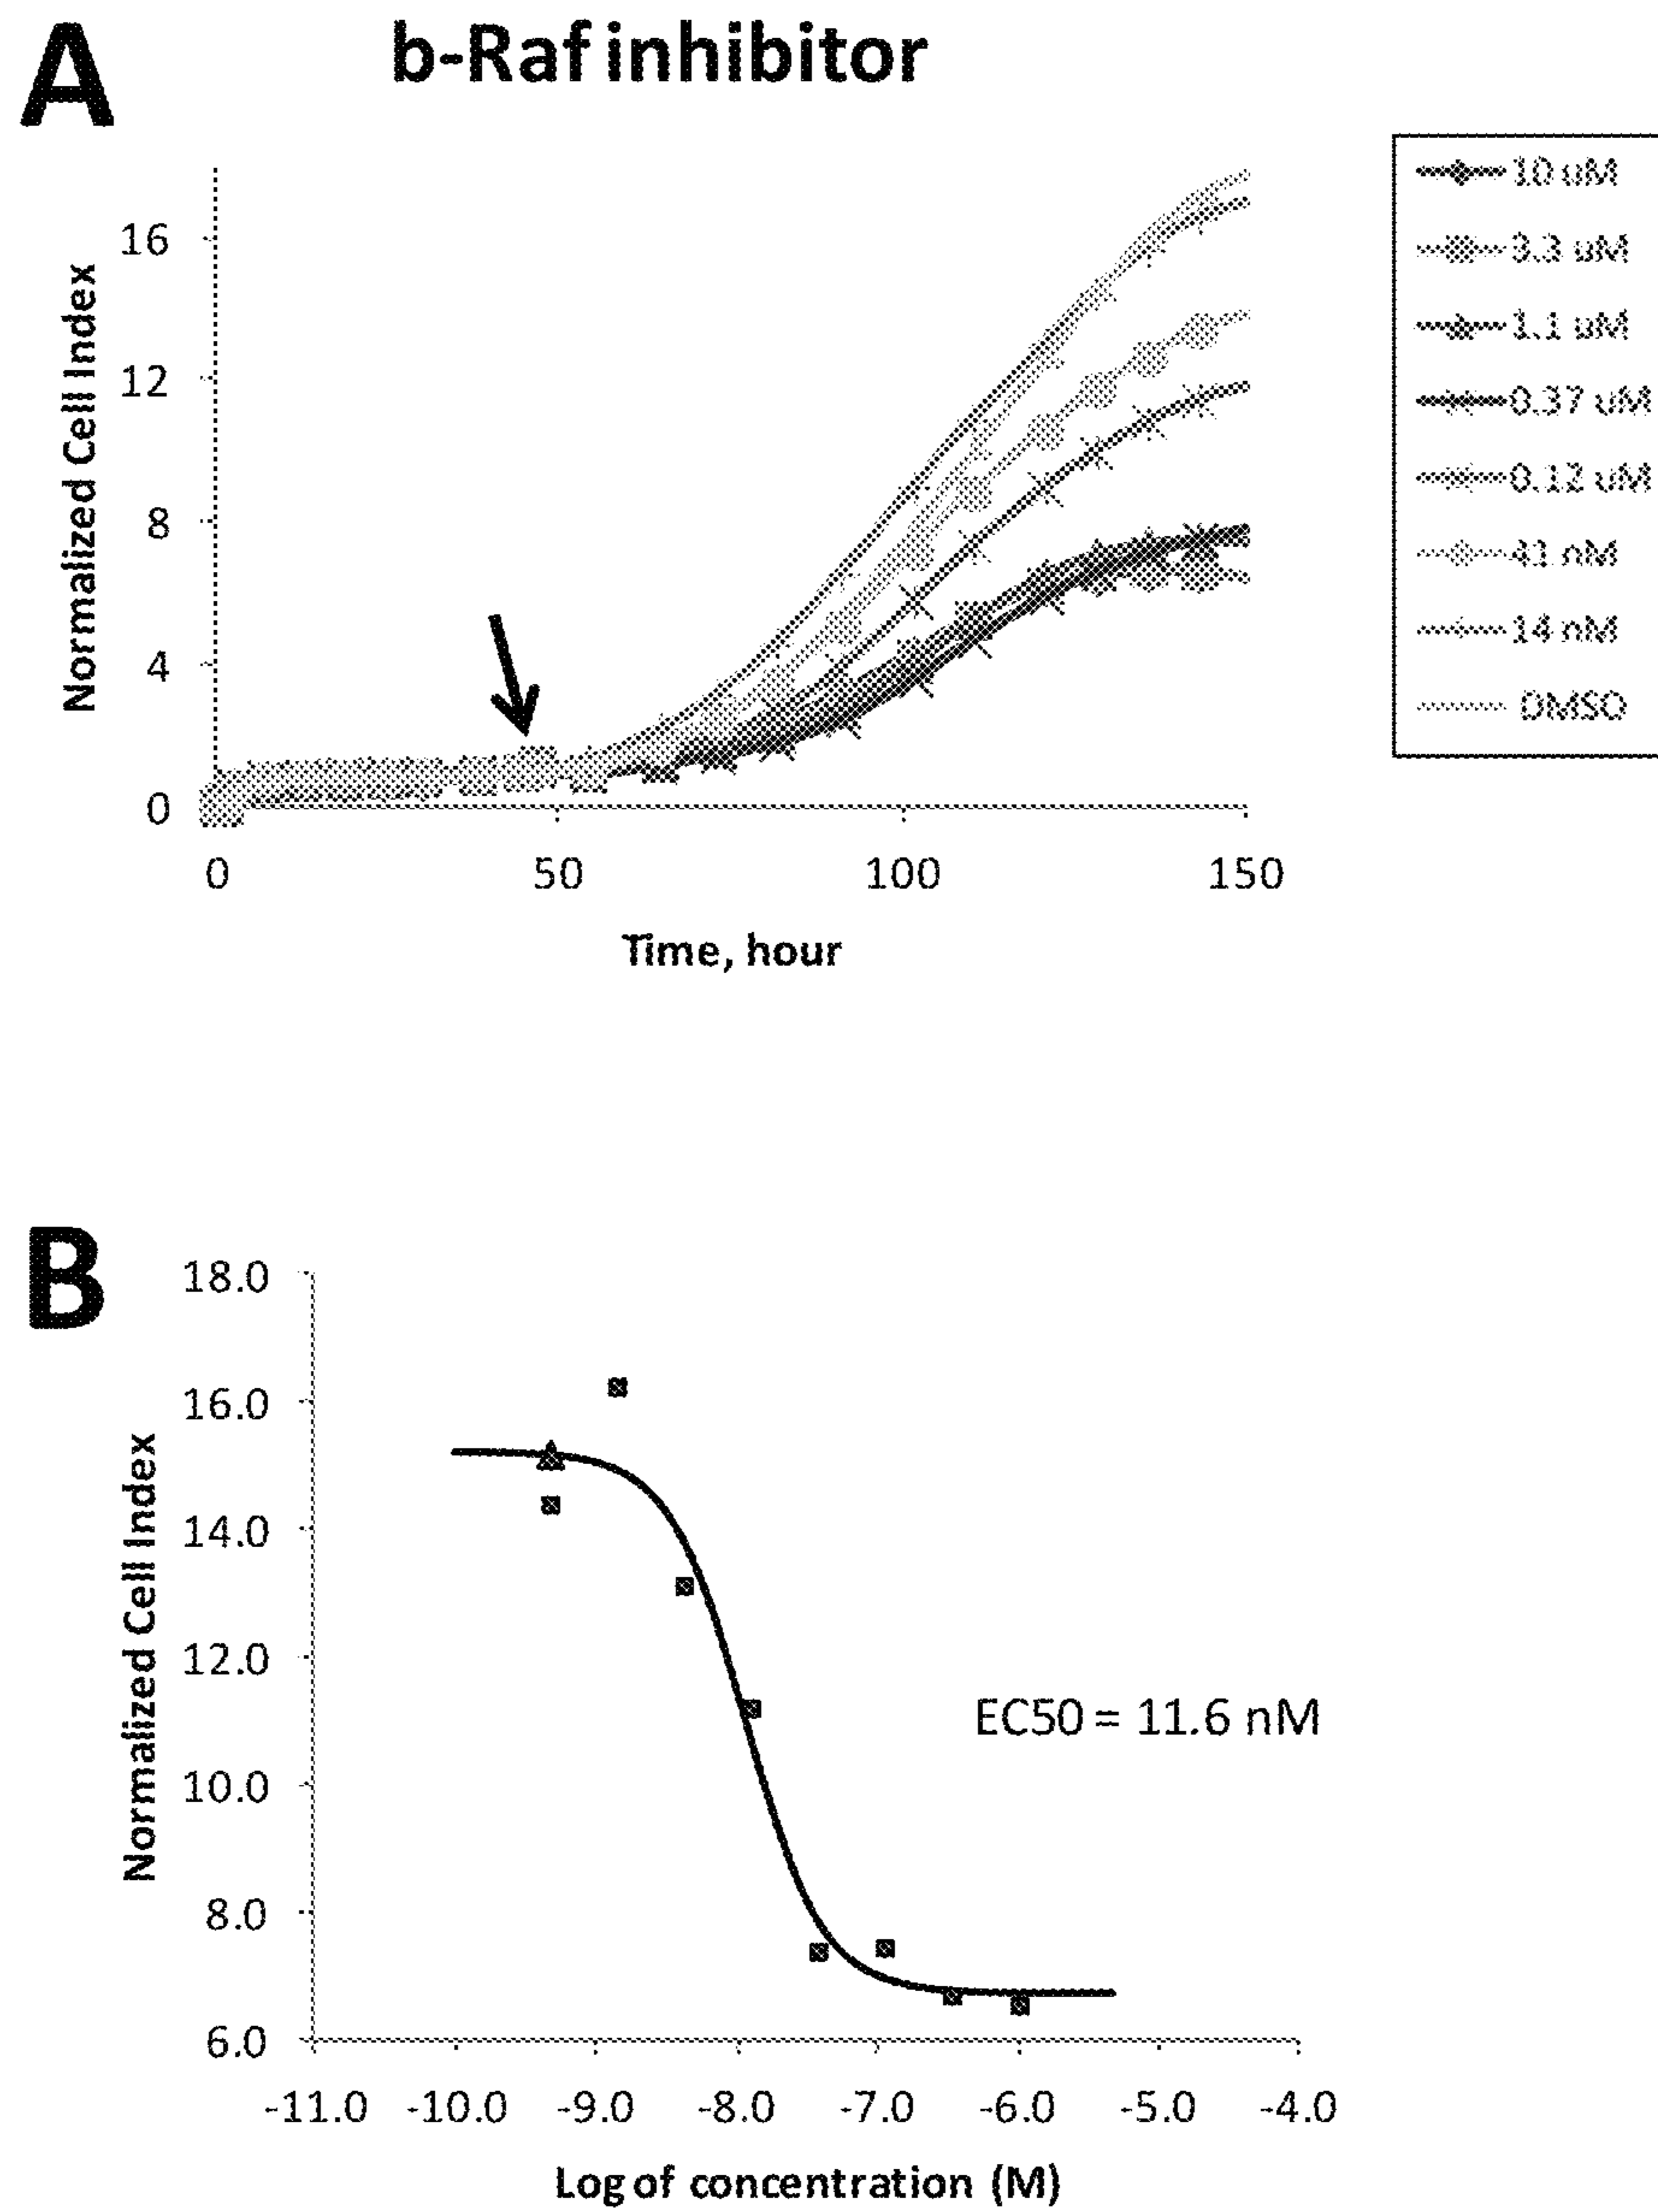 A
b-Raf inhibitor
Normalized Cell Index
16
12
8
4
0
0 50 100 150
Time, hour
10 uM
3.3 uM
1.1 uM
0.37 uM
0.12 uM
41 nM
14 nM
DMSO
B
Normalized Cell Index
18.0
16.0
14.0
12.0
10.0
8.0
6.0
EC50 = 11.6 nM
-11.0 -10.0 -9.0 -8.0 -7.0 -6.0 -5.0 -4.0
Log of concentration (M)